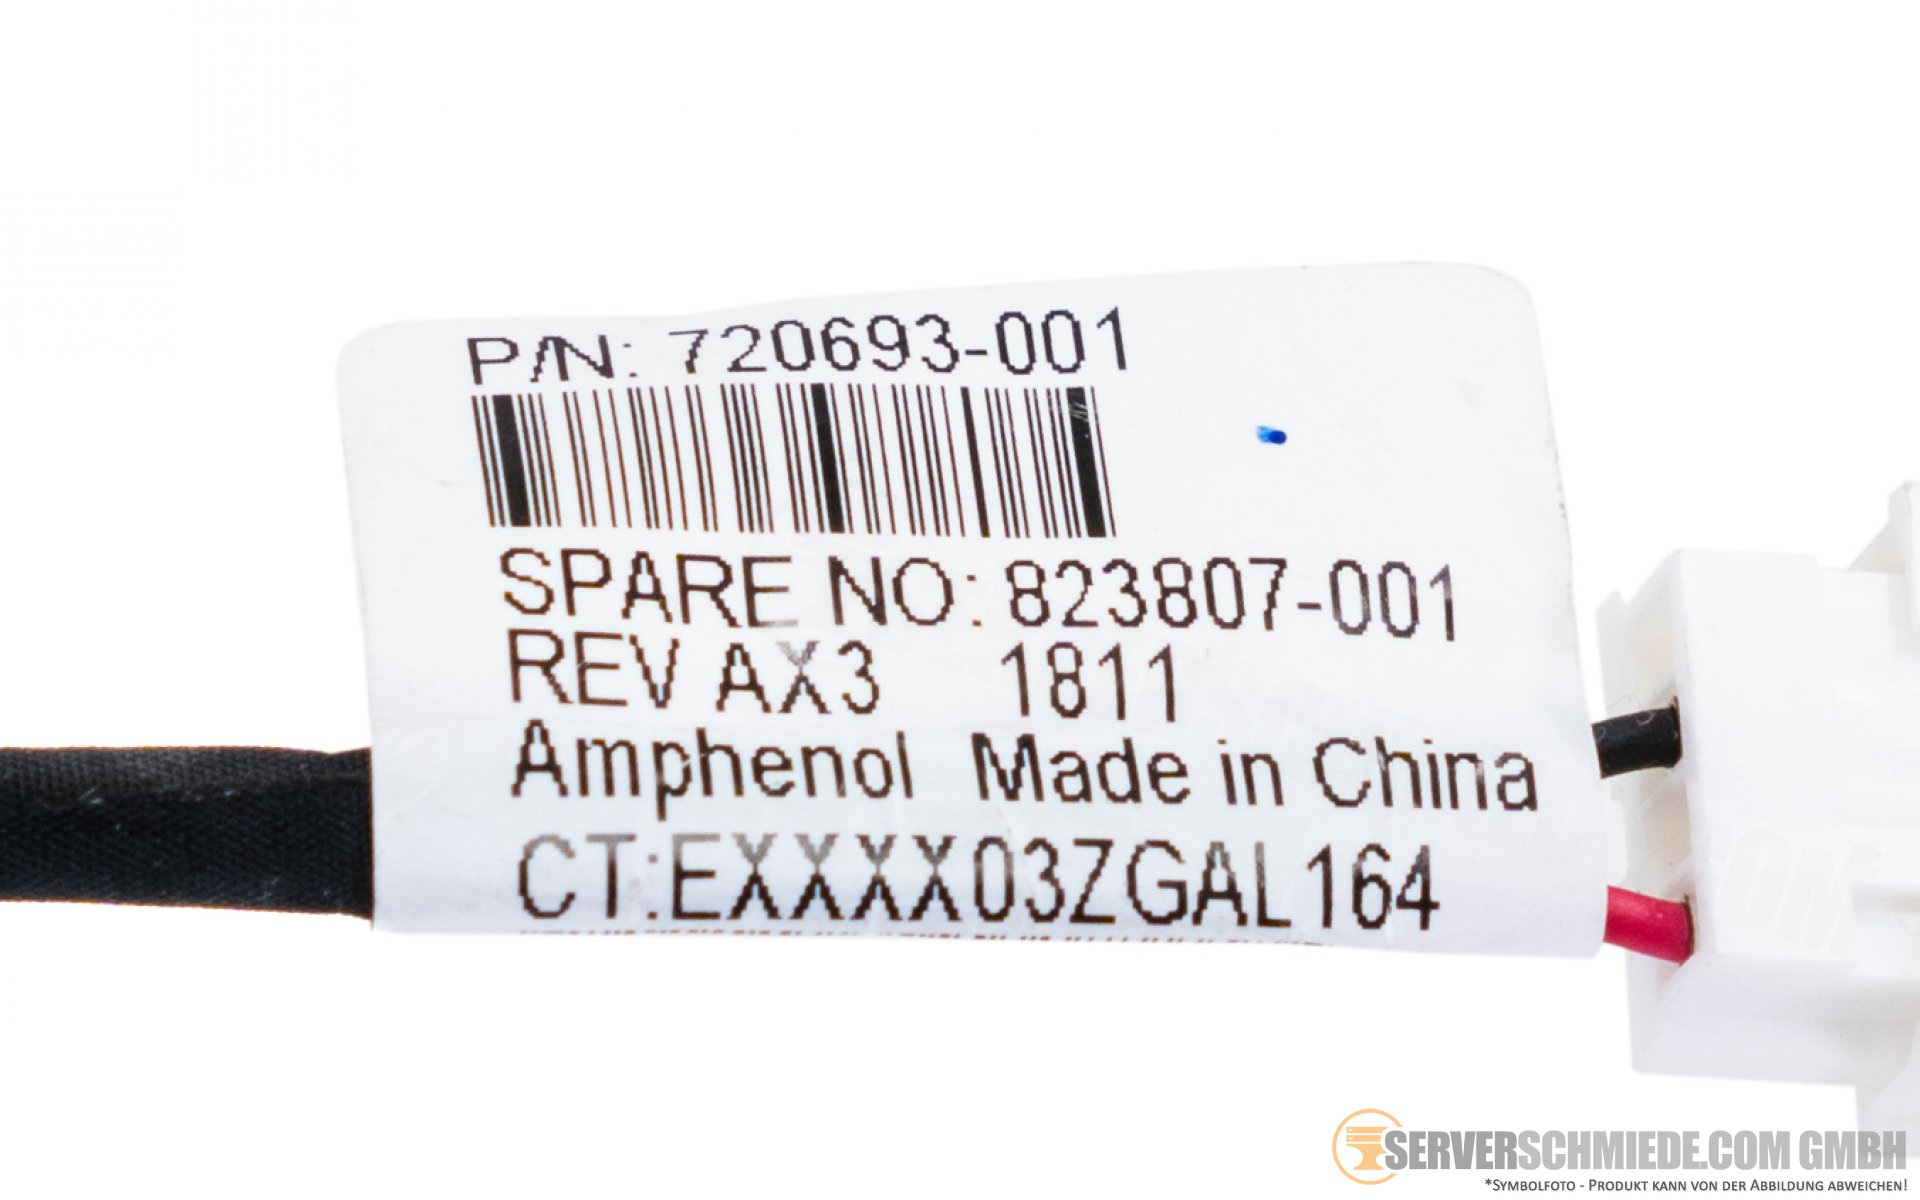 P/N: 720693-001
SPARE NO: 823807-001
REV AX3 1811
Amphenol Made in China
CT:EXXXX03ZGAL164
SERVERSCHMIEDE.COM GMBH
*SYMBOLFOTO - PRODUKT KANN VON DER ABBILDUNG ABWEICHEN!